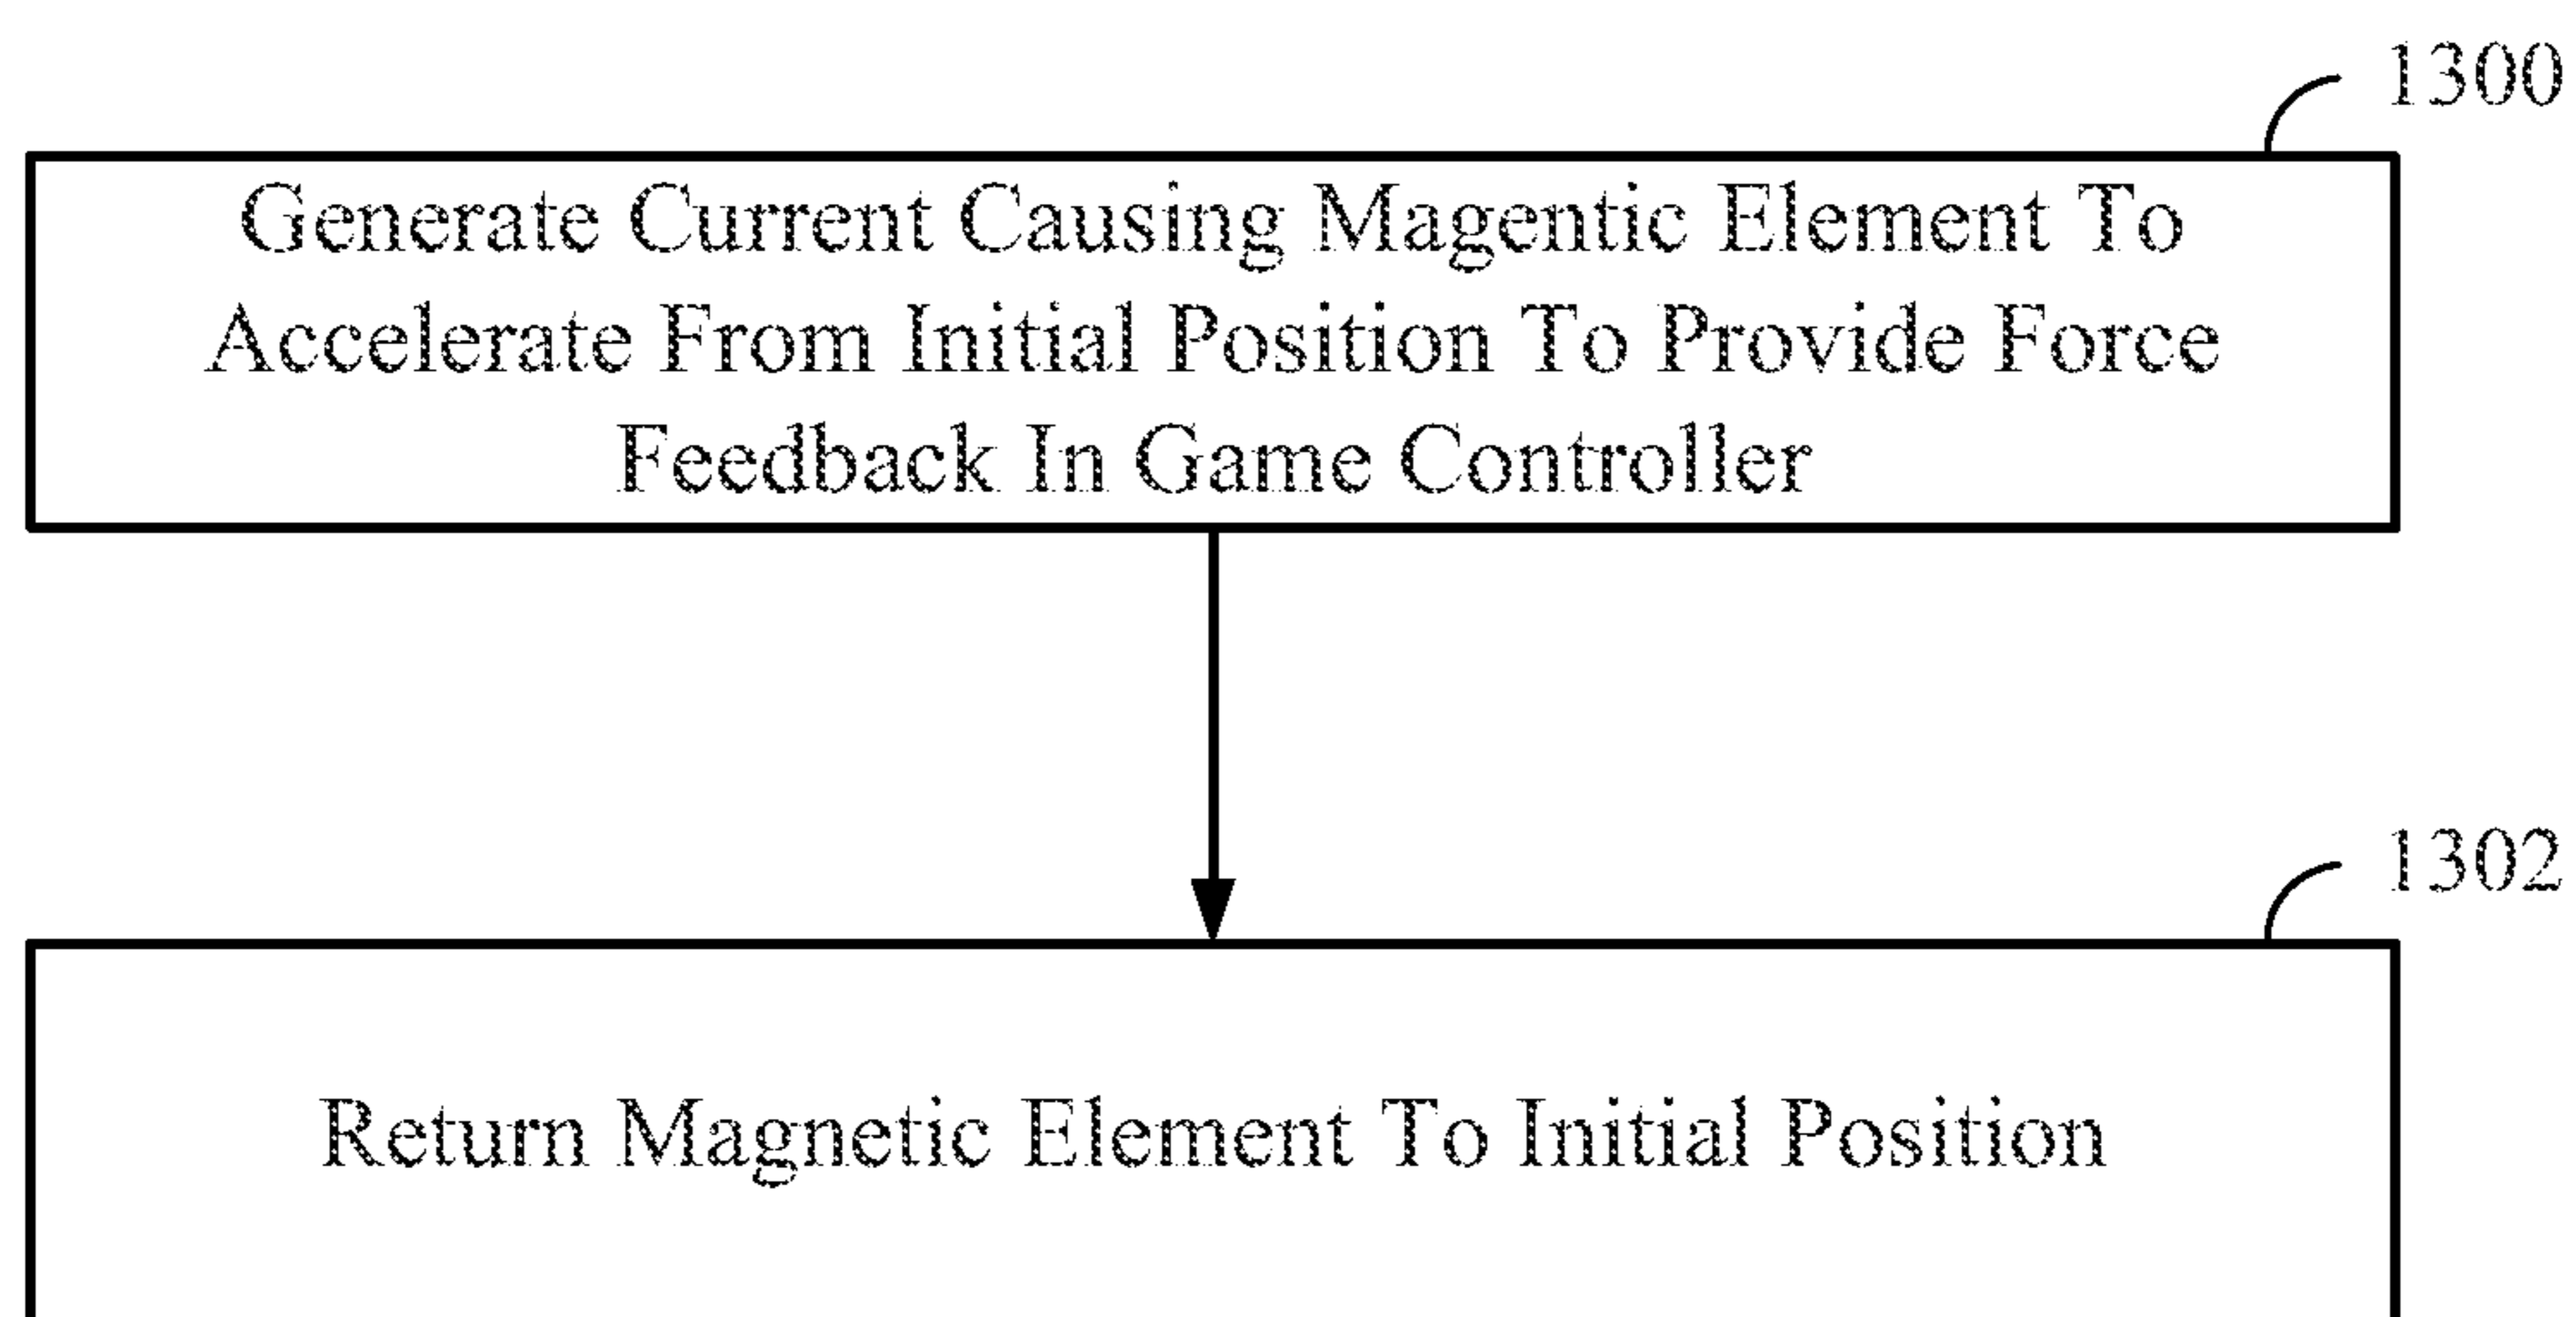 1300
Generate Current Causing Magentic Element To
Accelerate From Initial Position To Provide Force
Feedback In Game Controller
1302
Return Magnetic Element To Initial Position